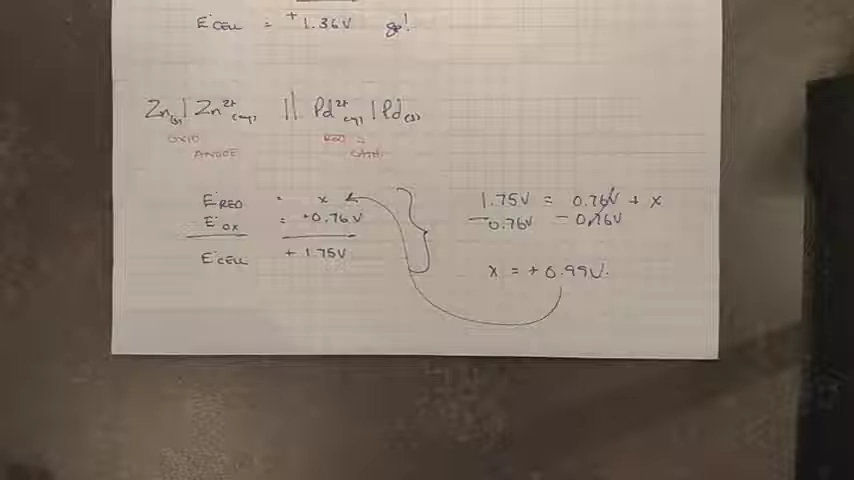 E°CELL = +1.36V go!
Zn(s) | Zn²⁺(aq) || Pd²⁺(aq) | Pd(s)
OXID RED =
ANODE CATH.
E°RED = x
E°OX = +0.76V
E°CELL +1.75V
1.75V = 0.76V + x
-0.76V -0.76V
x = +0.99V.